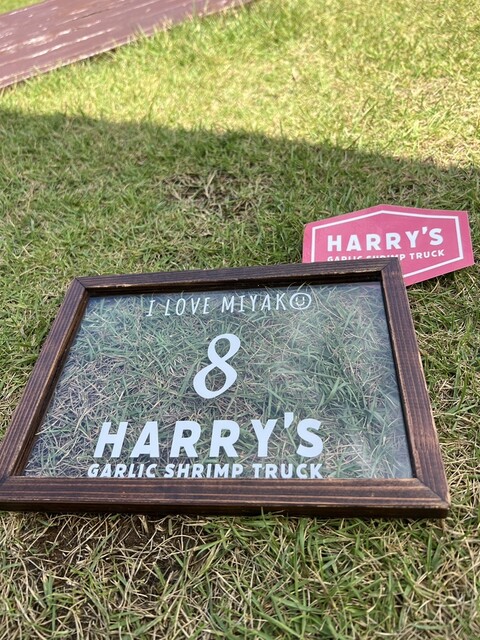 HARRY'S
GARLIC SHRIMP TRUCK
I LOVE MIYAKO
8
HARRY'S
GARLIC SHRIMP TRUCK